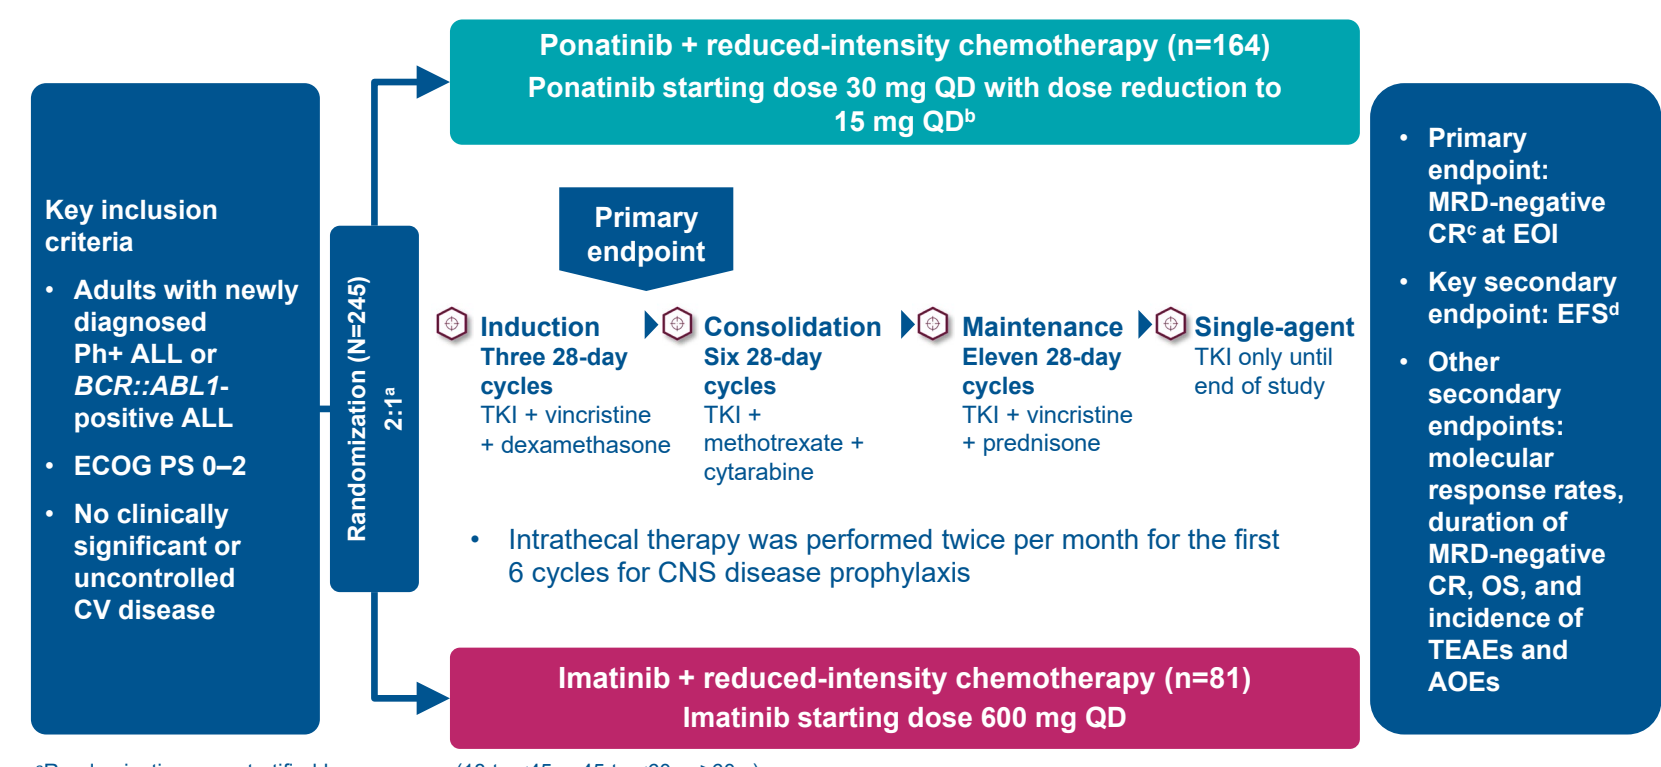 Ponatinib + reduced-intensity chemotherapy (n=164)
Ponatinib starting dose 30 mg QD with dose reduction to
15 mg QDᵇ
Key inclusion
criteria
• Adults with newly
diagnosed
Ph+ ALL or
BCR::ABL1-
positive ALL
• ECOG PS 0–2
• No clinically
significant or
uncontrolled
CV disease
Randomization (N=245)
2:1ᵃ
Primary
endpoint
Induction
Three 28-day
cycles
TKI + vincristine
+ dexamethasone
Consolidation
Six 28-day
cycles
TKI +
methotrexate +
cytarabine
Maintenance
Eleven 28-day
cycles
TKI + vincristine
+ prednisone
Single-agent
TKI only until
end of study
• Intrathecal therapy was performed twice per month for the first
6 cycles for CNS disease prophylaxis
Imatinib + reduced-intensity chemotherapy (n=81)
Imatinib starting dose 600 mg QD
• Primary
endpoint:
MRD-negative
CRᶜ at EOI
• Key secondary
endpoint: EFSᵈ
• Other
secondary
endpoints:
molecular
response rates,
duration of
MRD-negative
CR, OS, and
incidence of
TEAEs and
AOEs